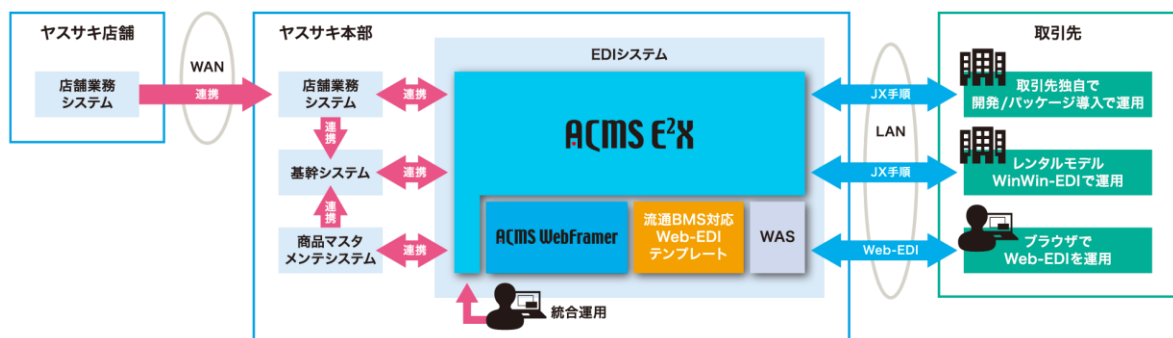 ヤスサキ店舗
店舗業務
システム
WAN
連携
ヤスサキ本部
店舗業務
システム
連携
基幹システム
連携
商品マスタ
メンテシステム
連携
連携
連携
EDIシステム
ACMS E²X
ACMS WebFramer
流通BMS対応
Web-EDI
テンプレート
WAS
統合運用
LAN
JX手順
JX手順
Web-EDI
取引先
取引先独自で
開発/パッケージ導入で運用
レンタルモデル
WinWin-EDIで運用
ブラウザで
Web-EDIを運用